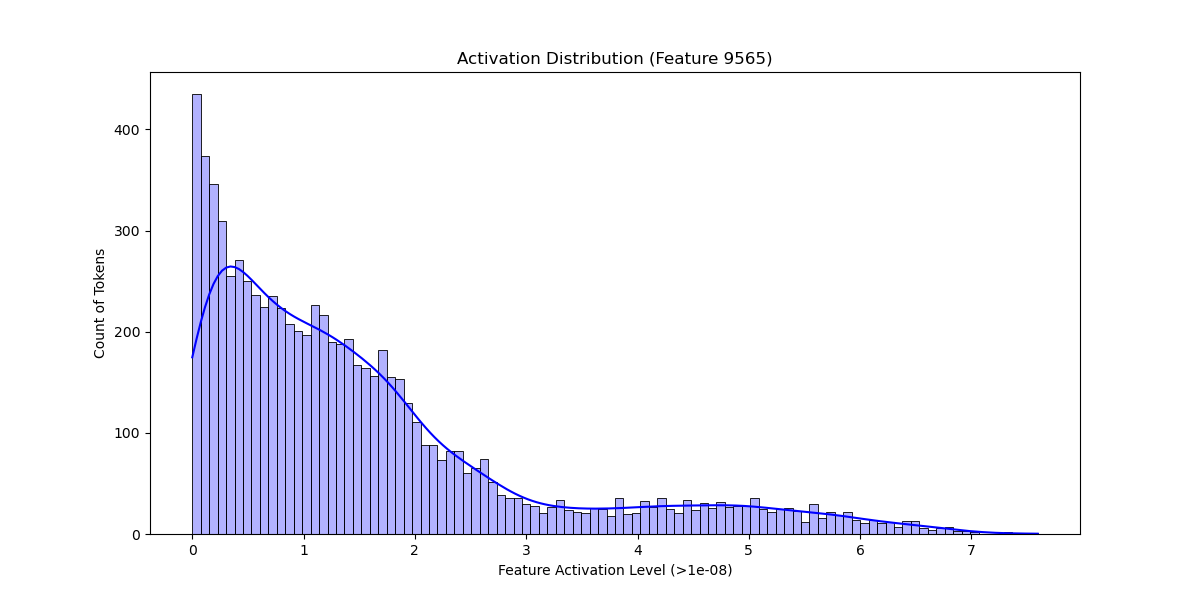 Activation Distribution (Feature 9565)
Count of Tokens
400
300
200
100
0
0 1 2 3 4 5 6 7
Feature Activation Level (>1e-08)